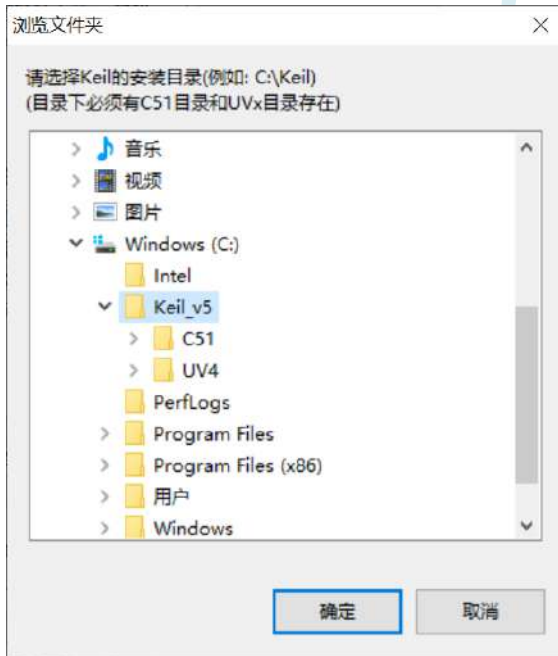 浏览文件夹
请选择Keil的安装目录(例如: C:\Keil)
(目录下必须有C51目录和UVx目录存在)
音乐
视频
图片
Windows (C:)
Intel
Keil_v5
C51
UV4
PerfLogs
Program Files
Program Files (x86)
用户
Windows
确定
取消